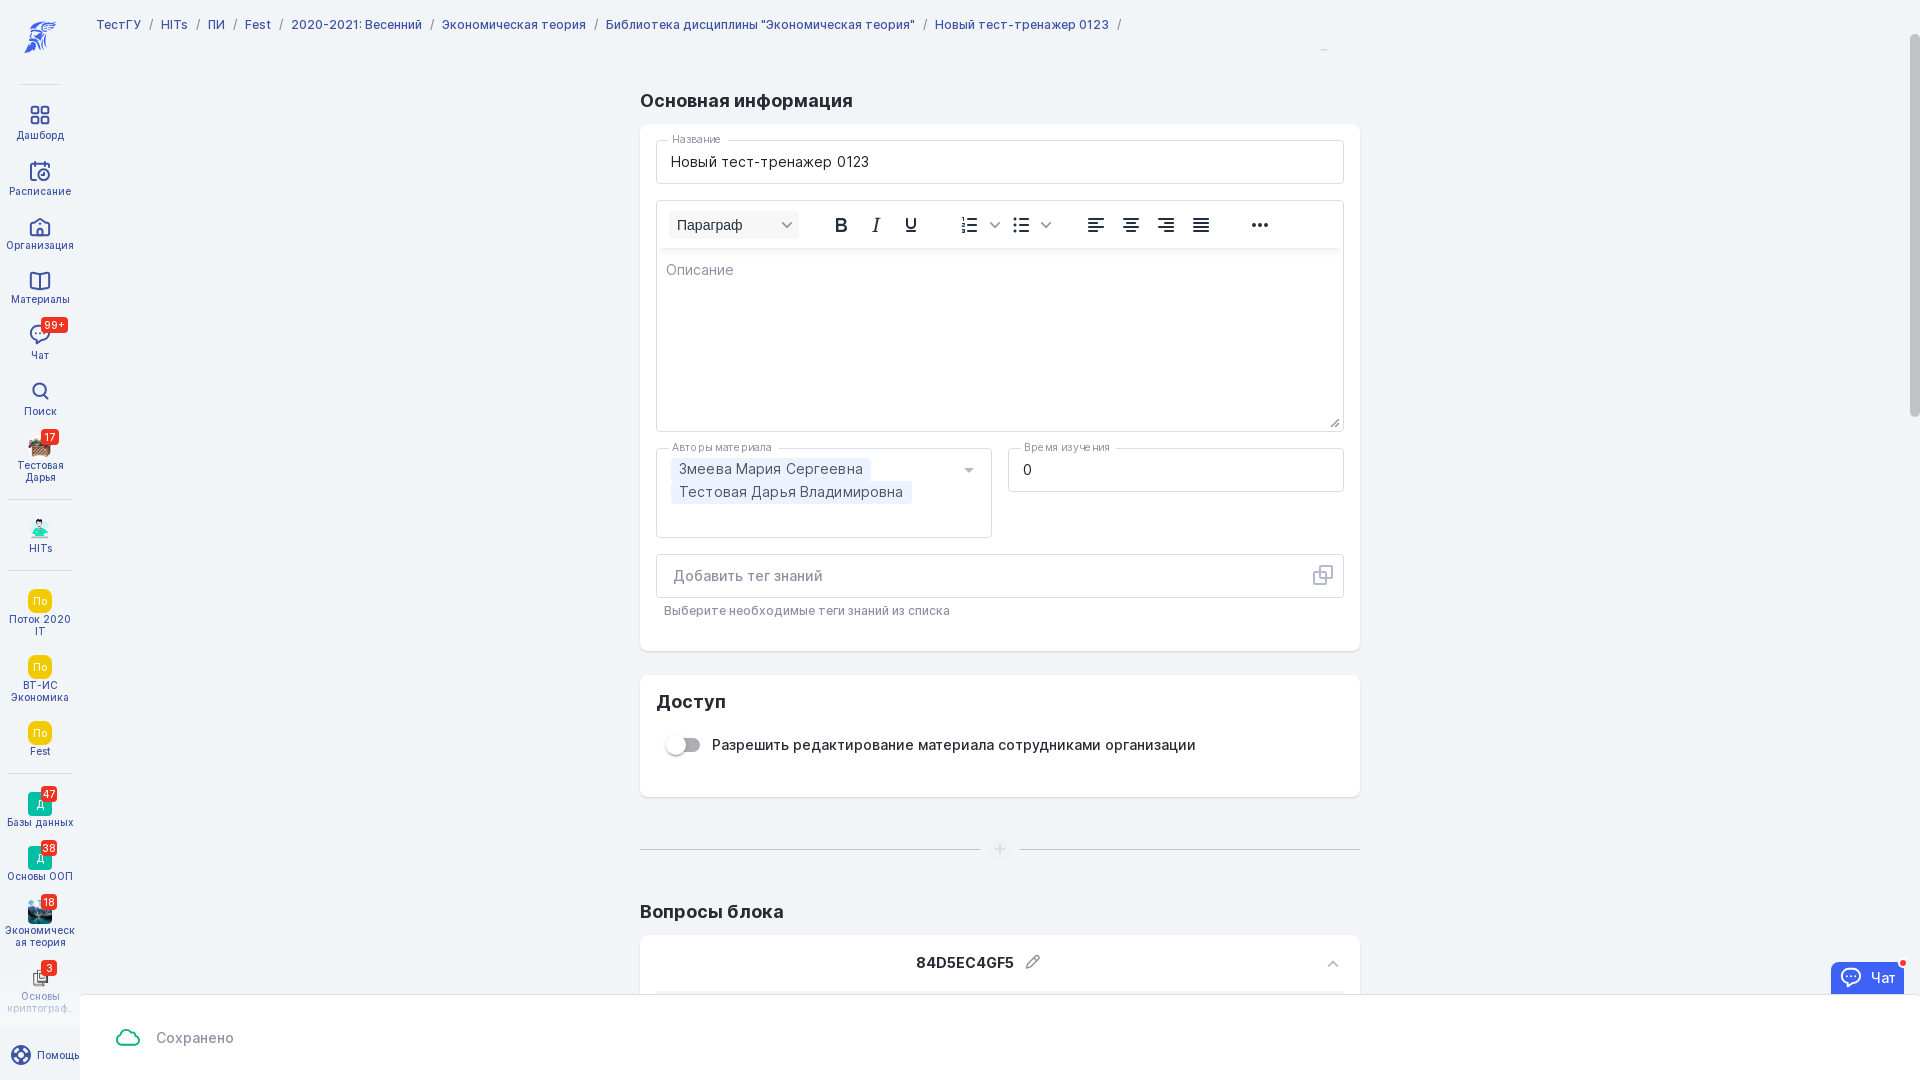 ТестГУ / HITs / ПИ / Fest / 2020-2021: Весенний / Экономическая теория / Библиотека дисциплины "Экономическая теория" / Новый тест-тренажер 0123 /
Дашборд
Расписание
Организация
Материалы
99+
Чат
Поиск
17
Тестовая
Дарья
HITs
По
Поток 2020
IT
По
ВТ-ИС
Экономика
По
Fest
47
Д
Базы данных
38
Д
Основы ООП
18
Экономическ
ая теория
3
Основы
криптограф...
Помощь
Основная информация
Название
Новый тест-тренажер 0123
Параграф
Описание
Авторы материала
Змеева Мария Сергеевна
Тестовая Дарья Владимировна
Время изучения
0
Добавить тег знаний
Выберите необходимые теги знаний из списка
Доступ
Разрешить редактирование материала сотрудниками организации
Вопросы блока
84D5EC4GF5
Чат
Сохранено